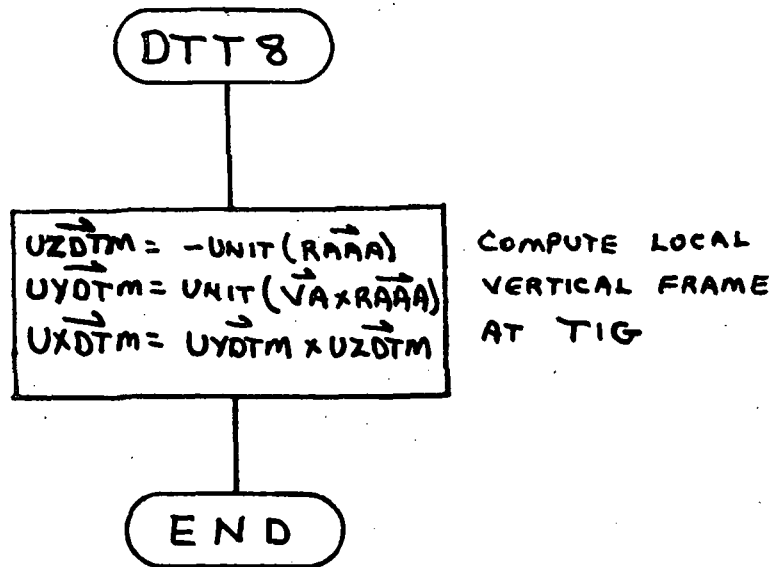 DTT8
UZDTM = -UNIT(RAAA)
UYDTM = UNIT(VA x RAAA)
UXDTM = UYDTM x UZDTM
COMPUTE LOCAL
VERTICAL FRAME
AT TIG
END